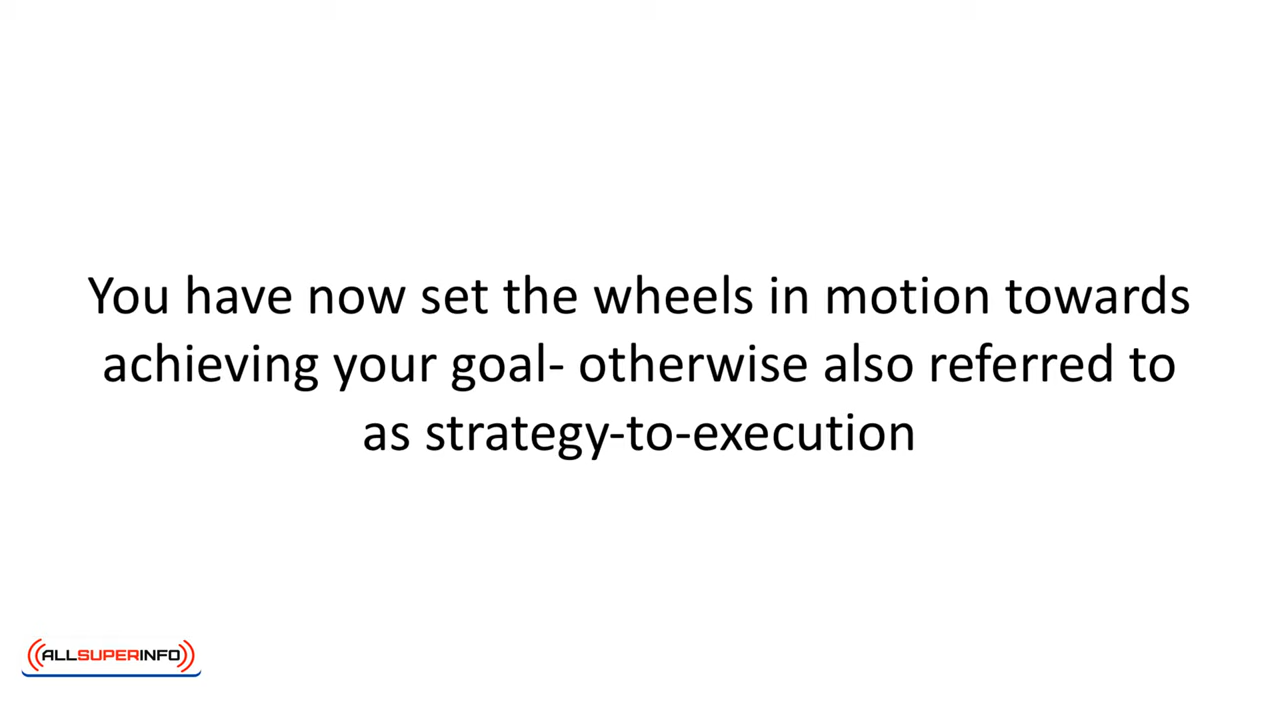 You have now set the wheels in motion towards
achieving your goal- otherwise also referred to
as strategy-to-execution
ALLSUPERINFO